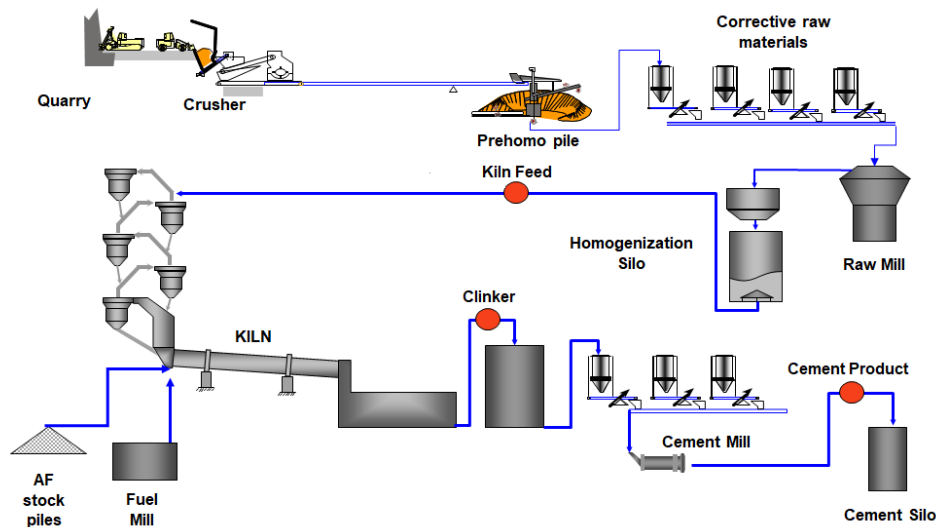 Corrective raw
materials
Quarry
Crusher
Prehomo pile
Kiln Feed
Homogenization
Silo
Raw Mill
Clinker
KILN
Cement Product
Cement Mill
AF
stock
piles
Fuel
Mill
Cement Silo